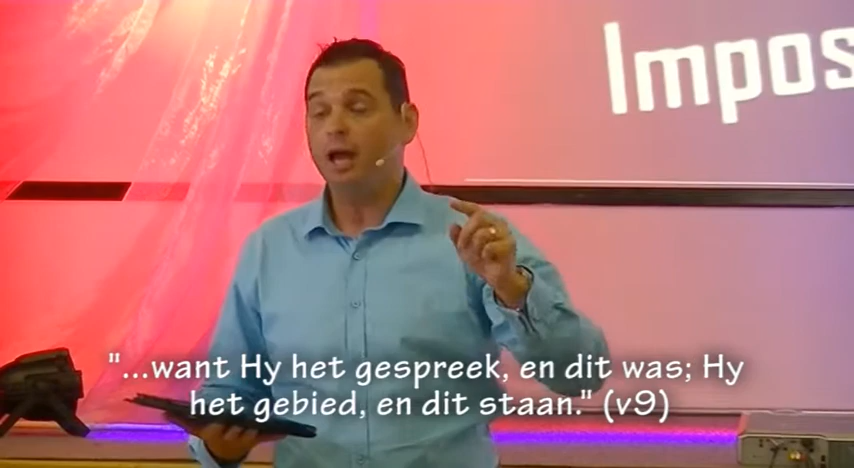 Impos
"...want Hy het gespreek, en dit was; Hy
het gebied, en dit staan." (v9)